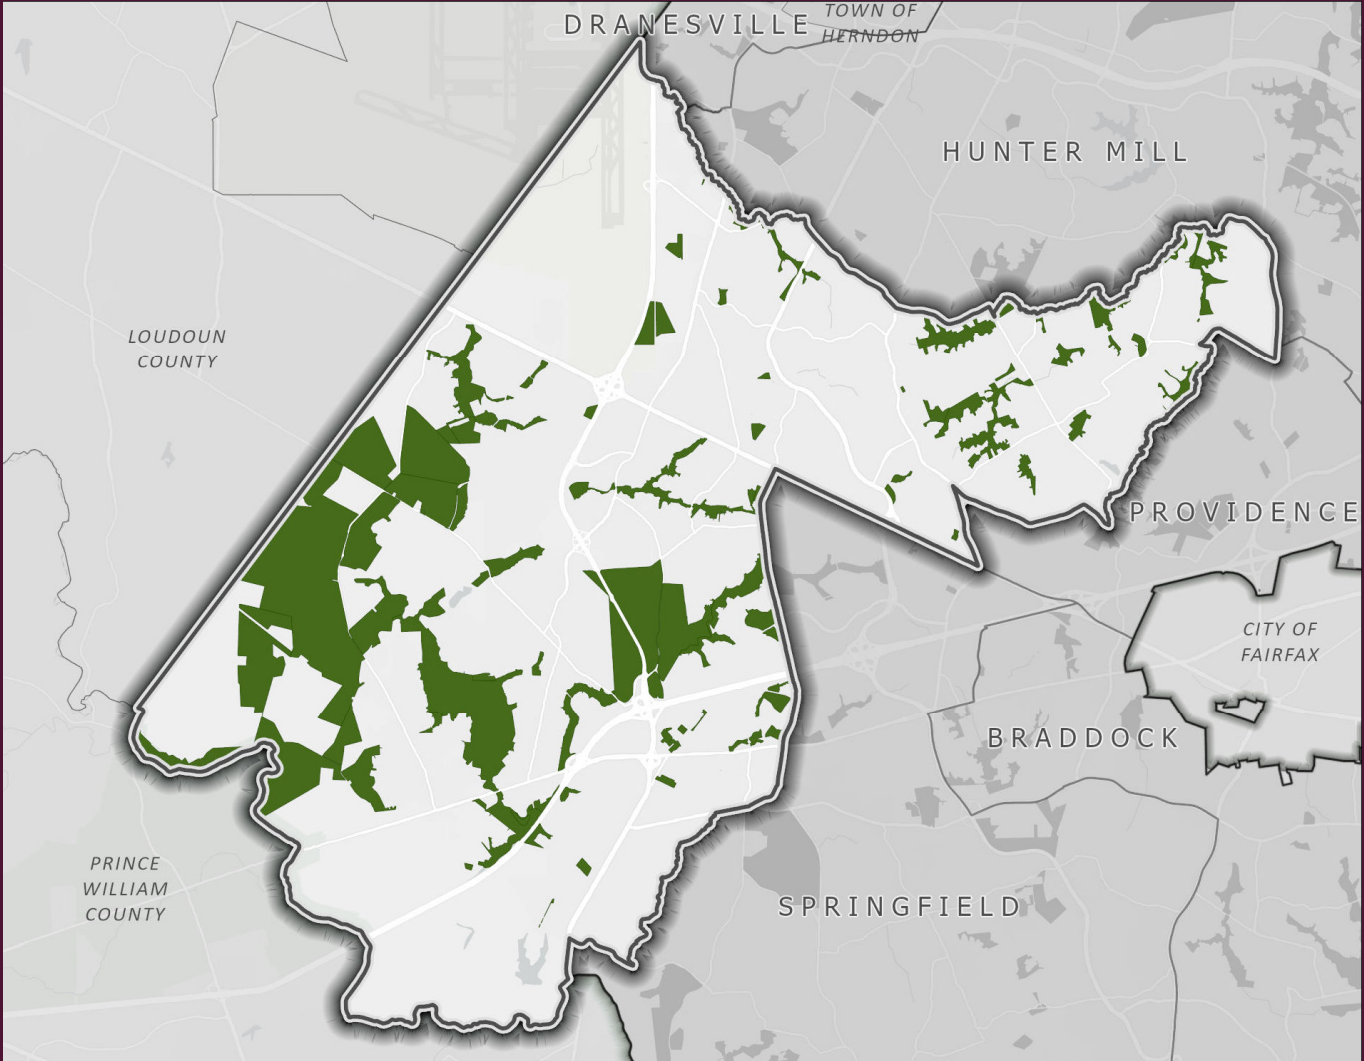 DRANESVILLE
TOWN OF
HERNDON
HUNTER MILL
LOUDOUN
COUNTY
PROVIDENCE
CITY OF
FAIRFAX
BRADDOCK
PRINCE
WILLIAM
COUNTY
SPRINGFIELD